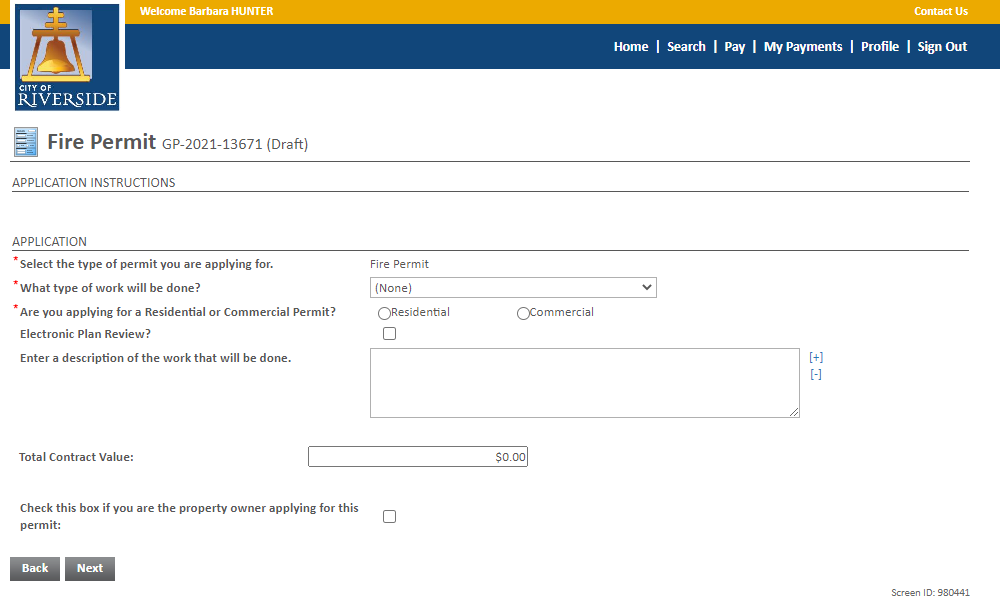 Welcome Barbara HUNTER
Contact Us
Home | Search | Pay | My Payments | Profile | Sign Out
CITY OF
RIVERSIDE
Fire Permit GP-2021-13671 (Draft)
APPLICATION INSTRUCTIONS
APPLICATION
*Select the type of permit you are applying for. Fire Permit
*What type of work will be done? (None)
*Are you applying for a Residential or Commercial Permit? Residential Commercial
Electronic Plan Review?
Enter a description of the work that will be done. [+]
[-]
Total Contract Value: $0.00
Check this box if you are the property owner applying for this
permit:
Back Next
Screen ID: 980441